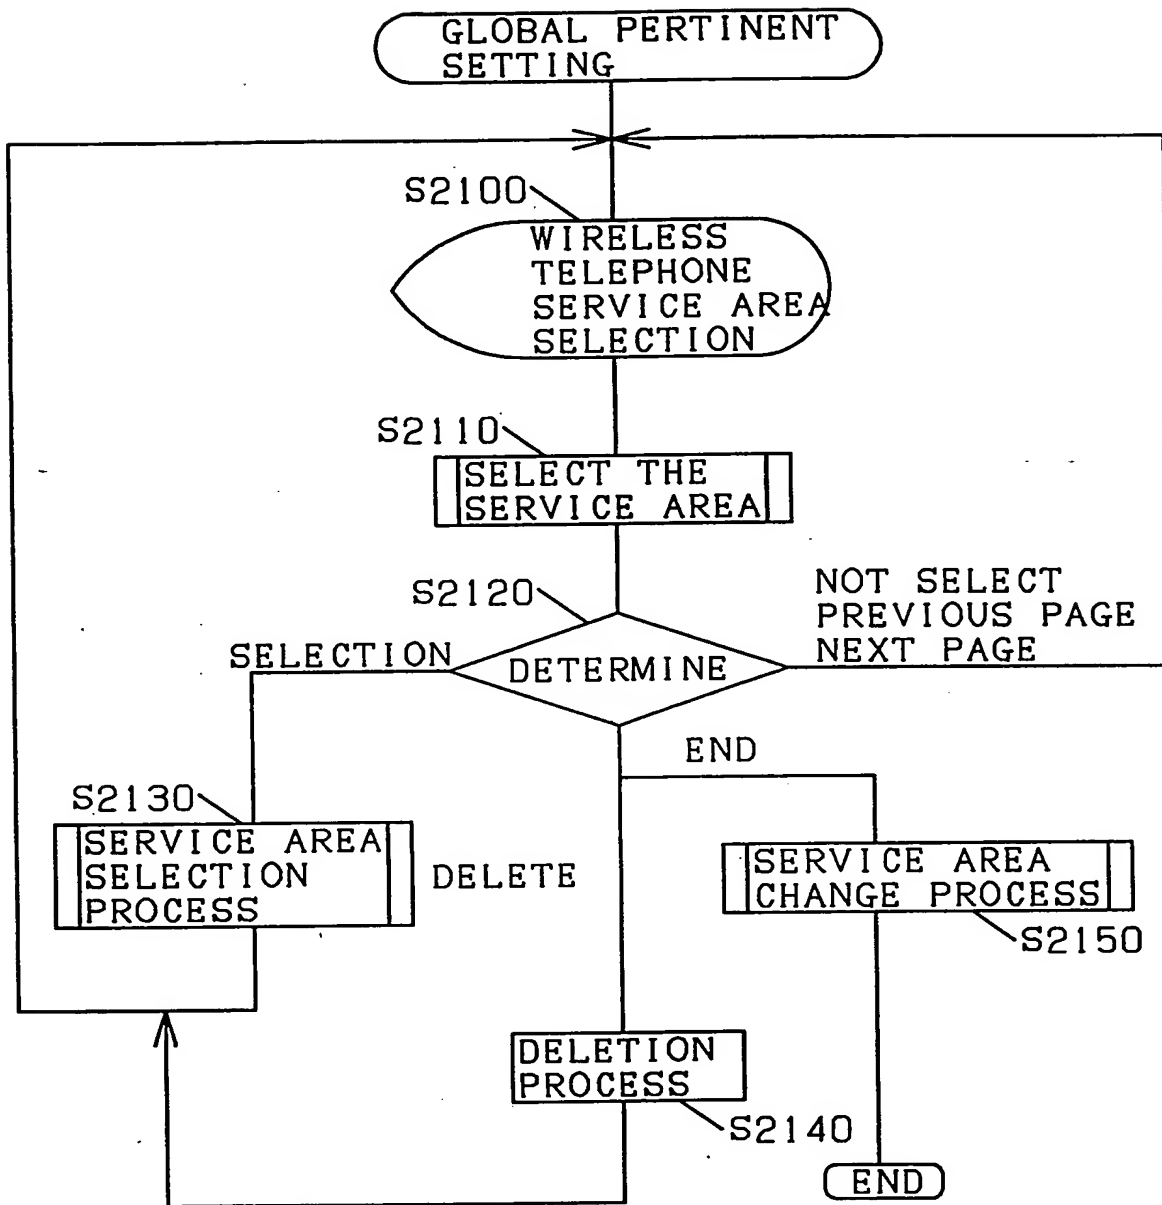 GLOBAL PERTINENT
SETTING
S2100
WIRELESS
TELEPHONE
SERVICE AREA
SELECTION
S2110
SELECT THE
SERVICE AREA
S2120
NOT SELECT
PREVIOUS PAGE
NEXT PAGE
SELECTION
DETERMINE
END
S2130
SERVICE AREA
SELECTION
PROCESS
DELETE
SERVICE AREA
CHANGE PROCESS
S2150
DELETION
PROCESS
S2140
END